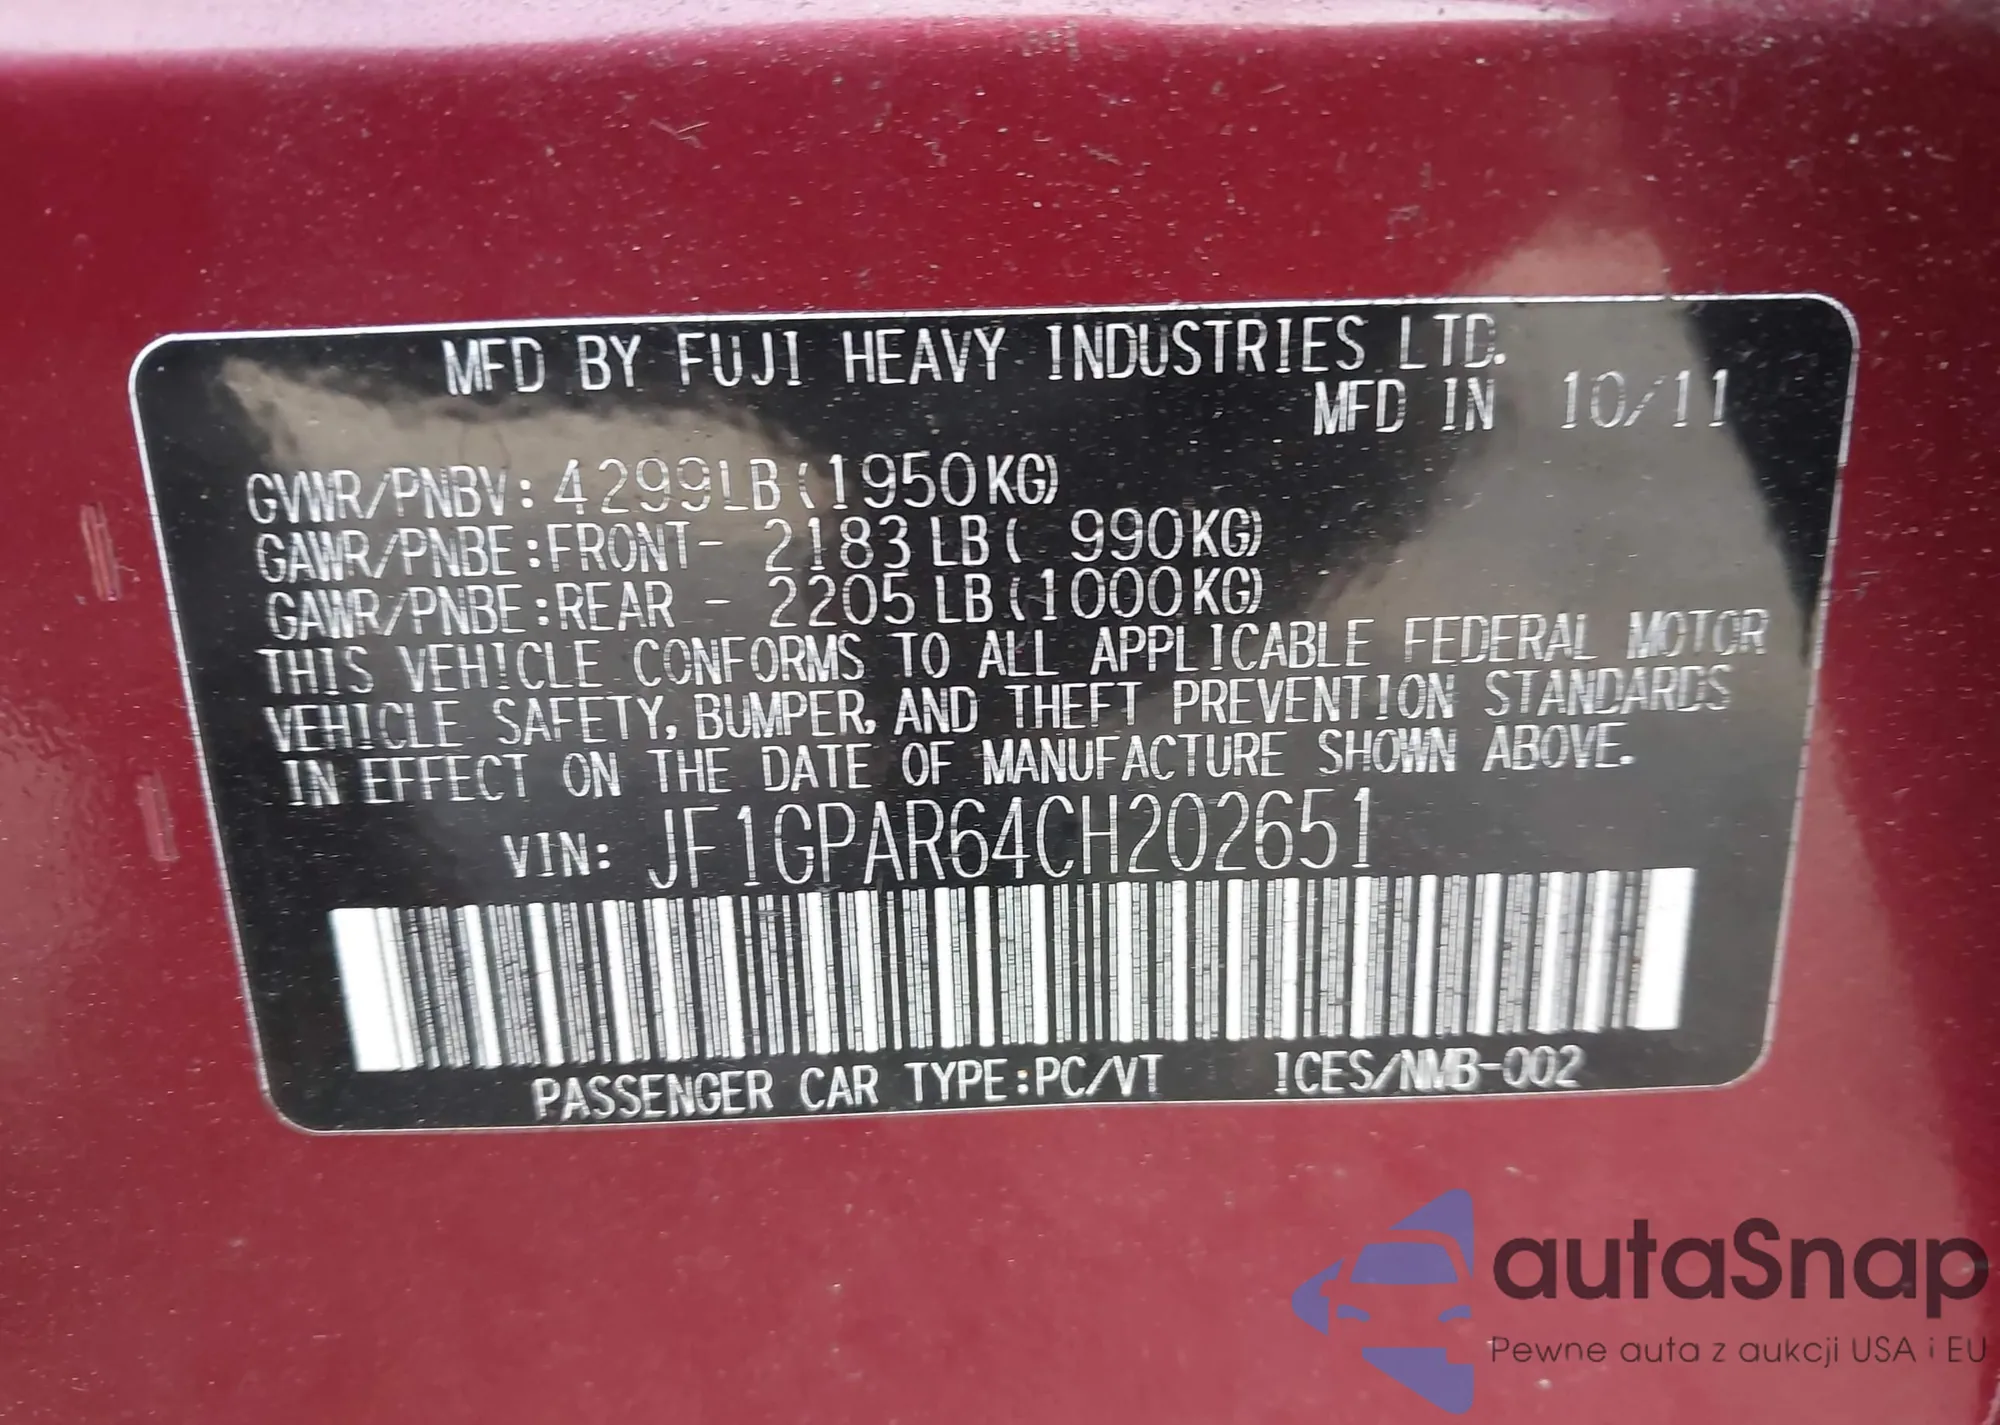 MFD BY FUJI HEAVY INDUSTRIES LTD.
MFD IN 10/11
GVWR/PNBV:4299LB(1950KG)
GAWR/PNBE:FRONT- 2183LB( 990KG)
GAWR/PNBE:REAR - 2205LB(1000KG)
THIS VEHICLE CONFORMS TO ALL APPLICABLE FEDERAL MOTOR
VEHICLE SAFETY, BUMPER, AND THEFT PREVENTION STANDARDS
IN EFFECT ON THE DATE OF MANUFACTURE SHOWN ABOVE.
VIN: JF1GPAR64CH202651
PASSENGER CAR TYPE:PC/VT ICES/NMB-002
autaSnap
Pewne auta z aukcji USA i EU